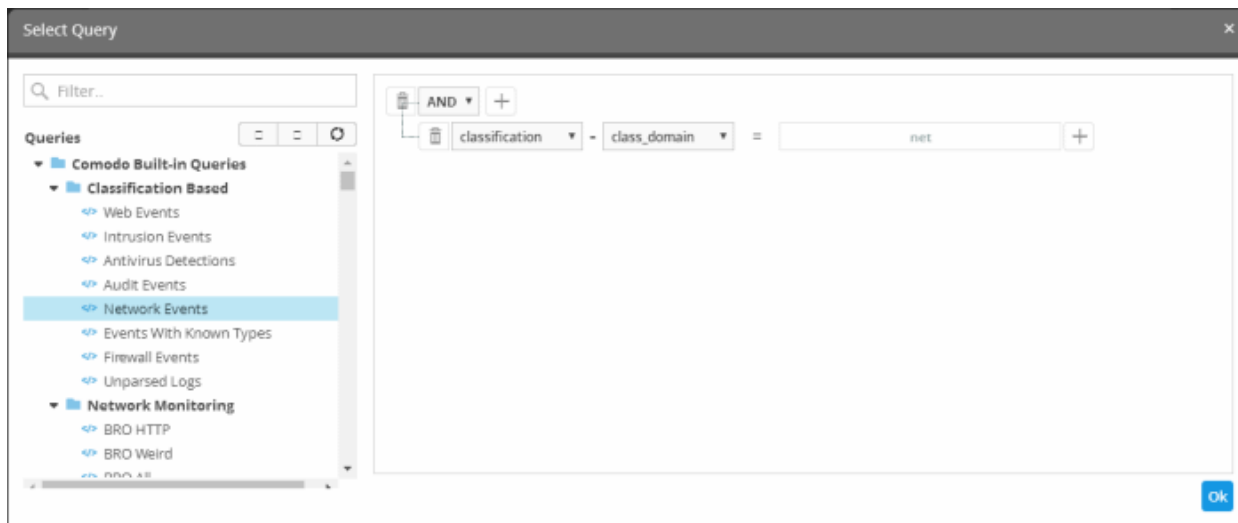 Select Query
×
Filter..
Queries
Comodo Built-in Queries
Classification Based
Web Events
Intrusion Events
Antivirus Detections
Audit Events
Network Events
Events With Known Types
Firewall Events
Unparsed Logs
Network Monitoring
BRO HTTP
BRO Weird
BRO All
AND
classification - class_domain = net
Ok